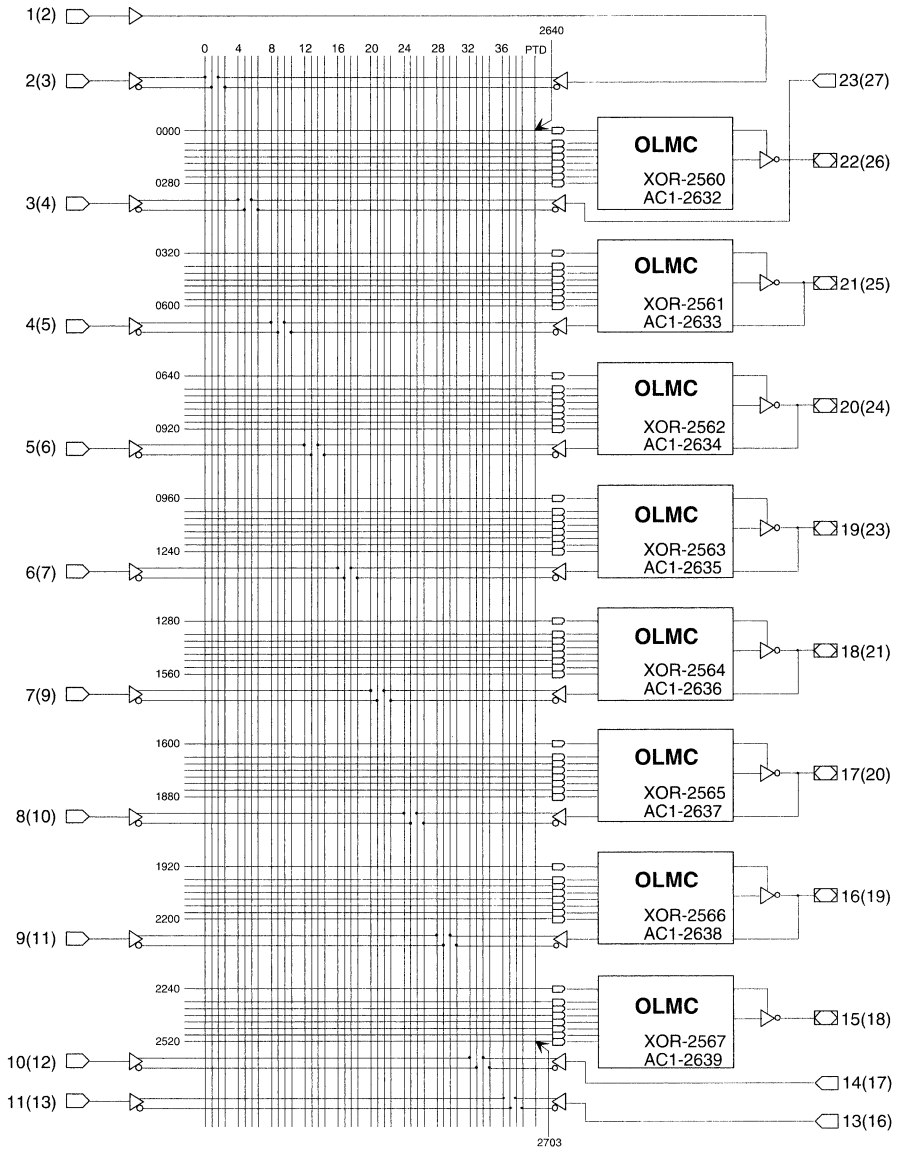 1(2)
2640
0 4 8 12 16 20 24 28 32 36 PTD
2(3)
23(27)
0000
OLMC
22(26)
XOR-2560
0280
AC1-2632
3(4)
0320
OLMC
21(25)
XOR-2561
0600
AC1-2633
4(5)
0640
OLMC
20(24)
XOR-2562
0920
AC1-2634
5(6)
0960
OLMC
19(23)
XOR-2563
1240
AC1-2635
6(7)
1280
OLMC
18(21)
XOR-2564
1560
AC1-2636
7(9)
1600
OLMC
17(20)
XOR-2565
1880
AC1-2637
8(10)
1920
OLMC
16(19)
XOR-2566
2200
AC1-2638
9(11)
2240
OLMC
15(18)
XOR-2567
2520
AC1-2639
10(12)
14(17)
11(13)
13(16)
2703